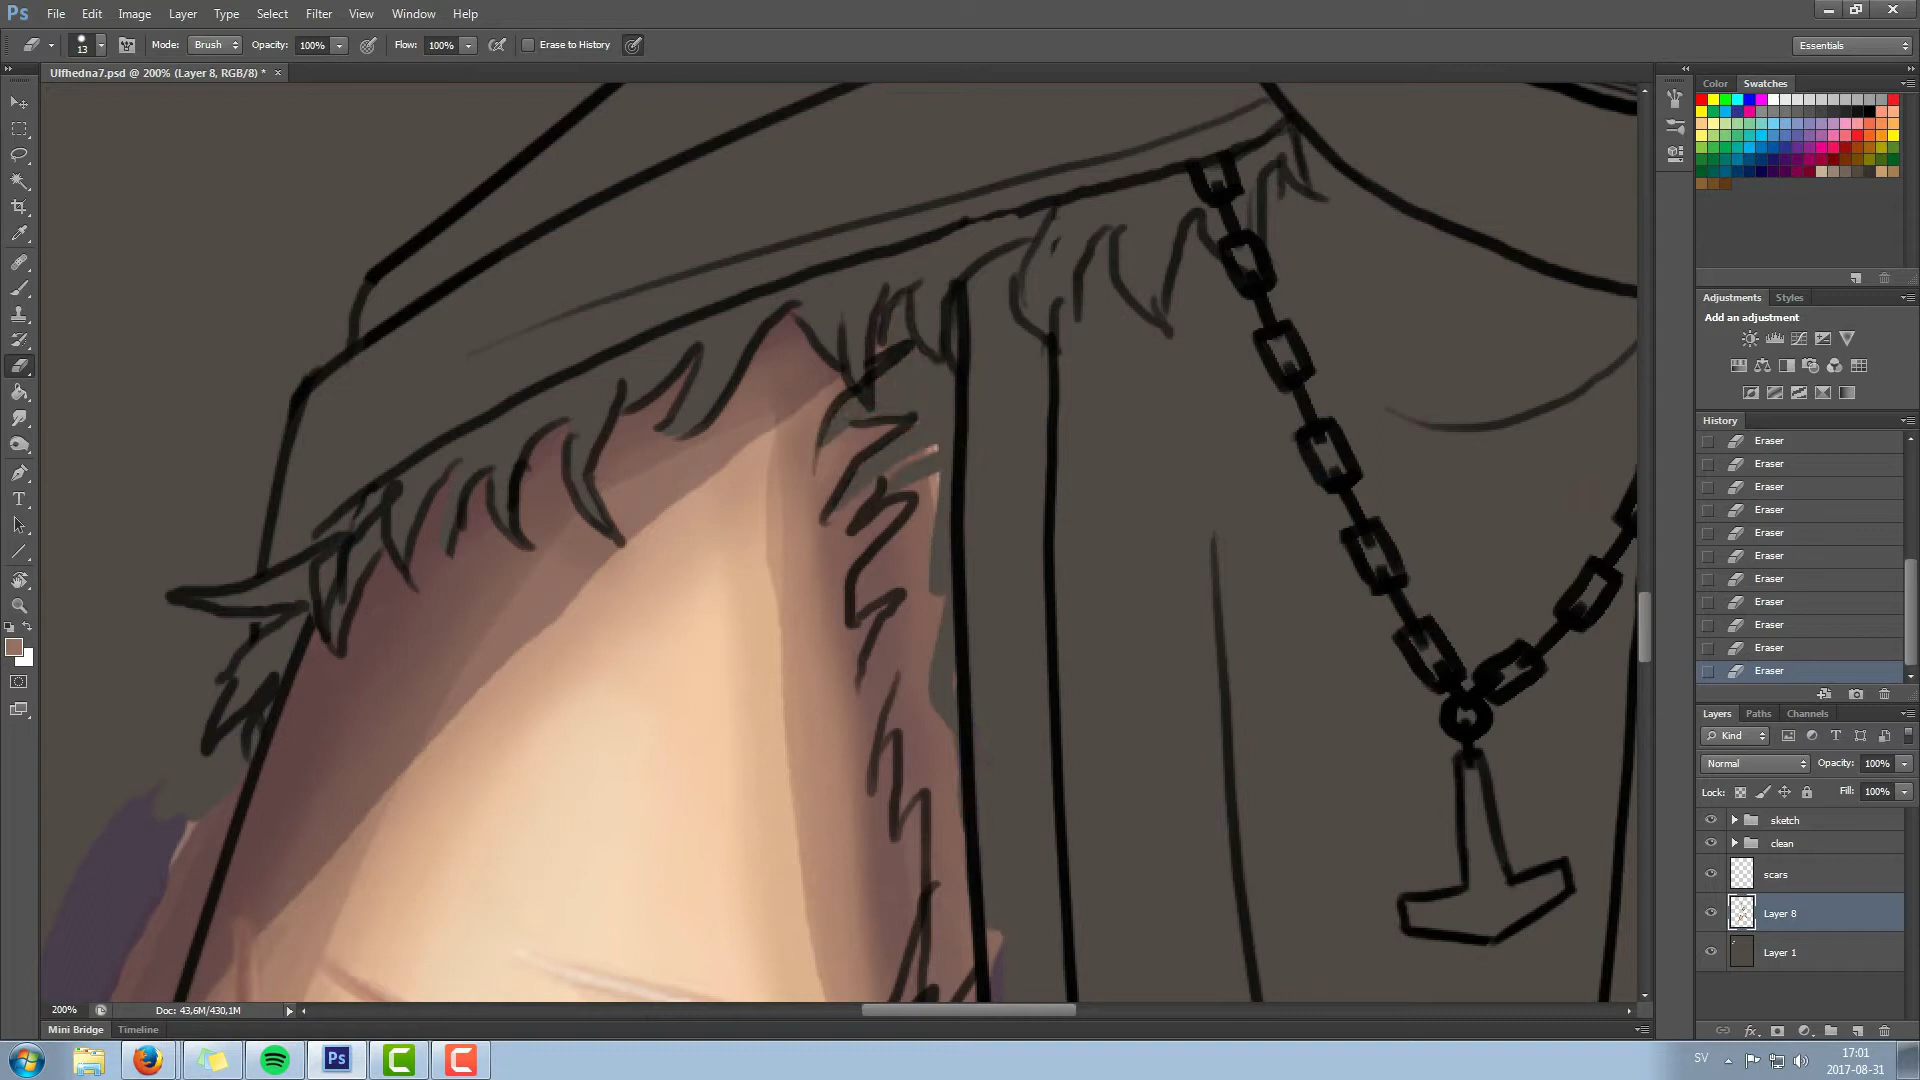 Ps File Edit Image Layer Type Select Filter View Window Help
13 Mode: Brush Opacity: 100% Flow: 100% Erase to History Essentials
Ulfhedna7.psd @ 200% (Layer 8, RGB/8) * ×
Color Swatches
Adjustments Styles
Add an adjustment
History
Eraser
Eraser
Eraser
Eraser
Eraser
Eraser
Eraser
Eraser
Eraser
Eraser
Eraser
Layers Paths Channels
Kind
Normal Opacity: 100%
Lock: Fill: 100%
sketch
clean
scars
Layer 8
Layer 1
200% Doc: 43,6M/430,1M
Mini Bridge Timeline
Ps SV 17:01
2017-08-31